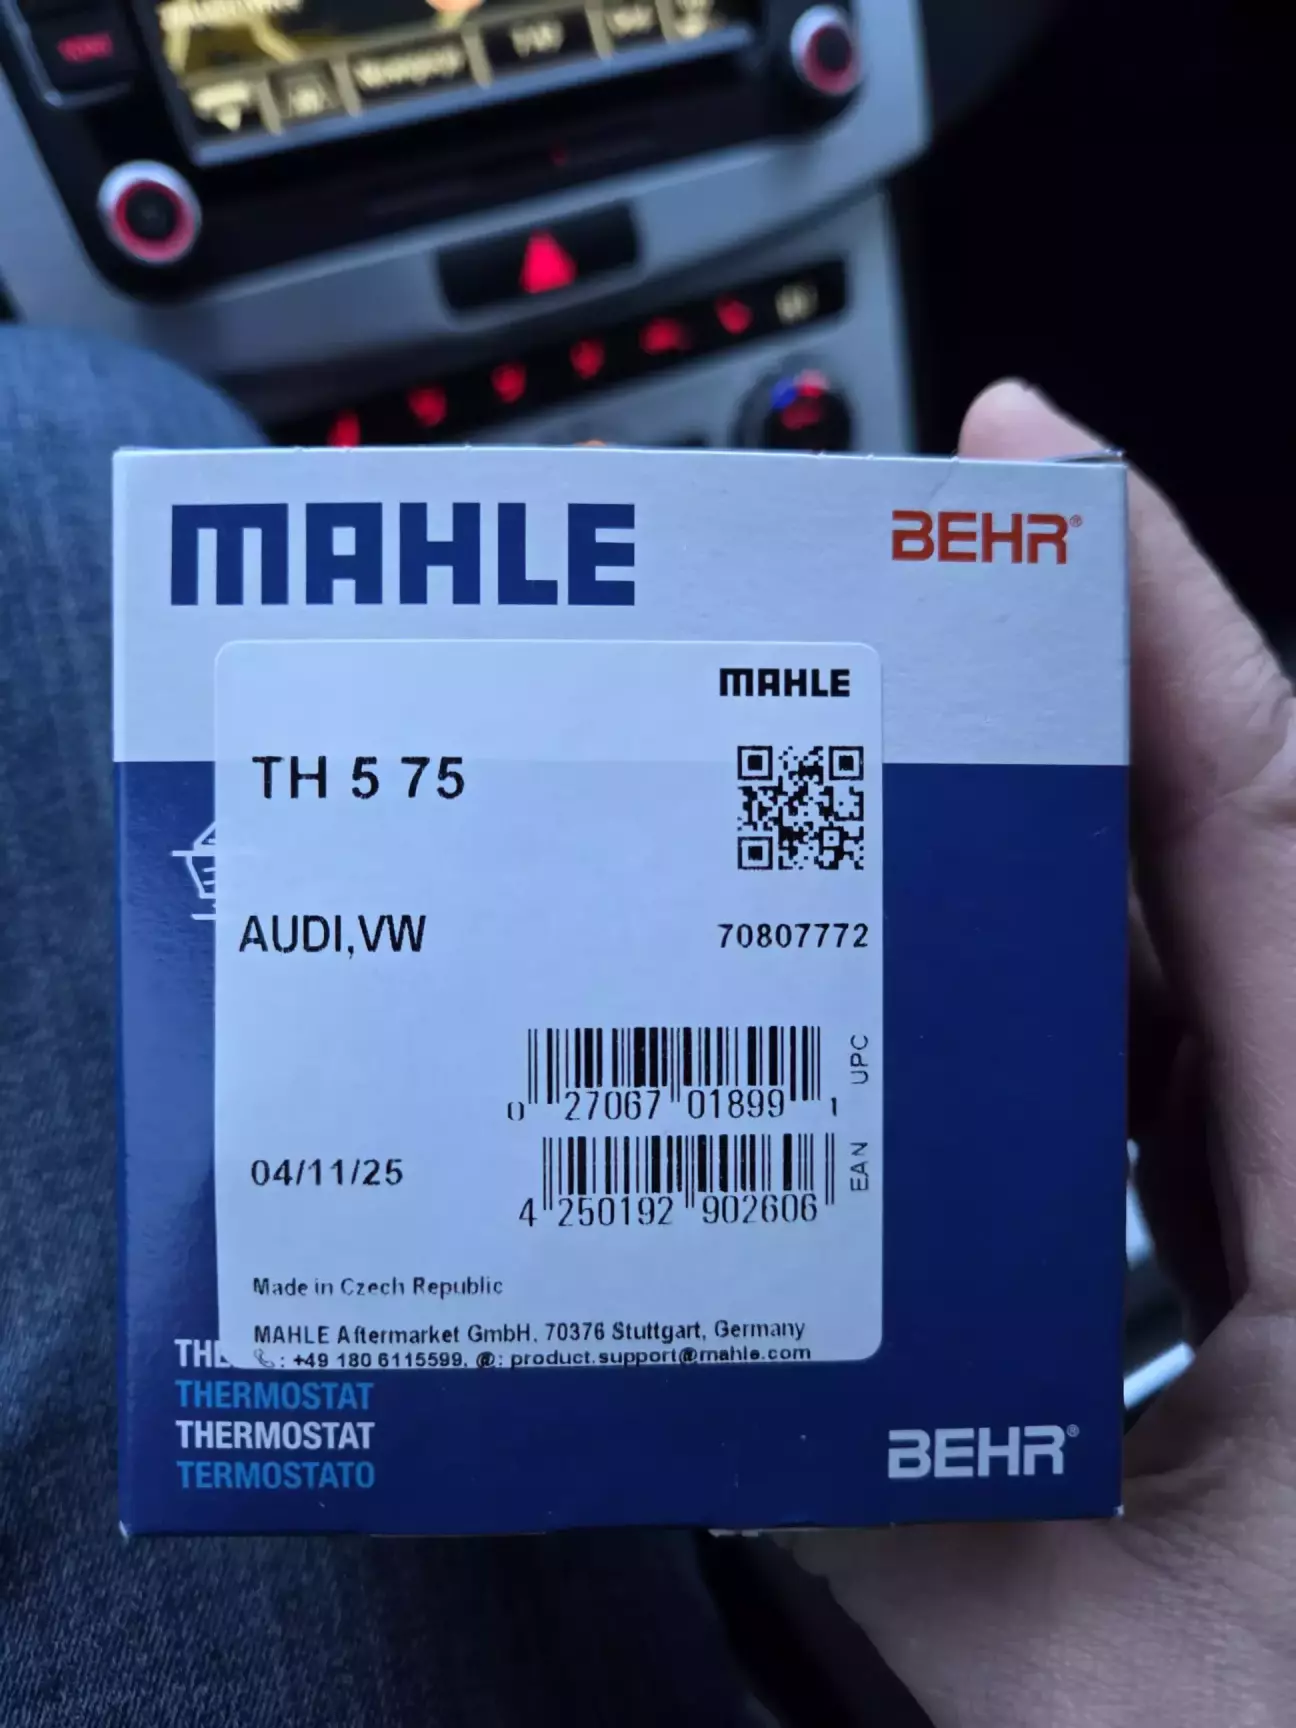 MAHLE
BEHR®
MAHLE
TH 5 75
AUDI,VW
70807772
0 27067 01899 1
UPC
04/11/25
4 250192 902606
EAN
Made in Czech Republic
MAHLE Aftermarket GmbH, 70376 Stuttgart, Germany
: +49 180 6115599, @: product.support@mahle.com
THE
THERMOSTAT
THERMOSTAT
TERMOSTATO
BEHR®